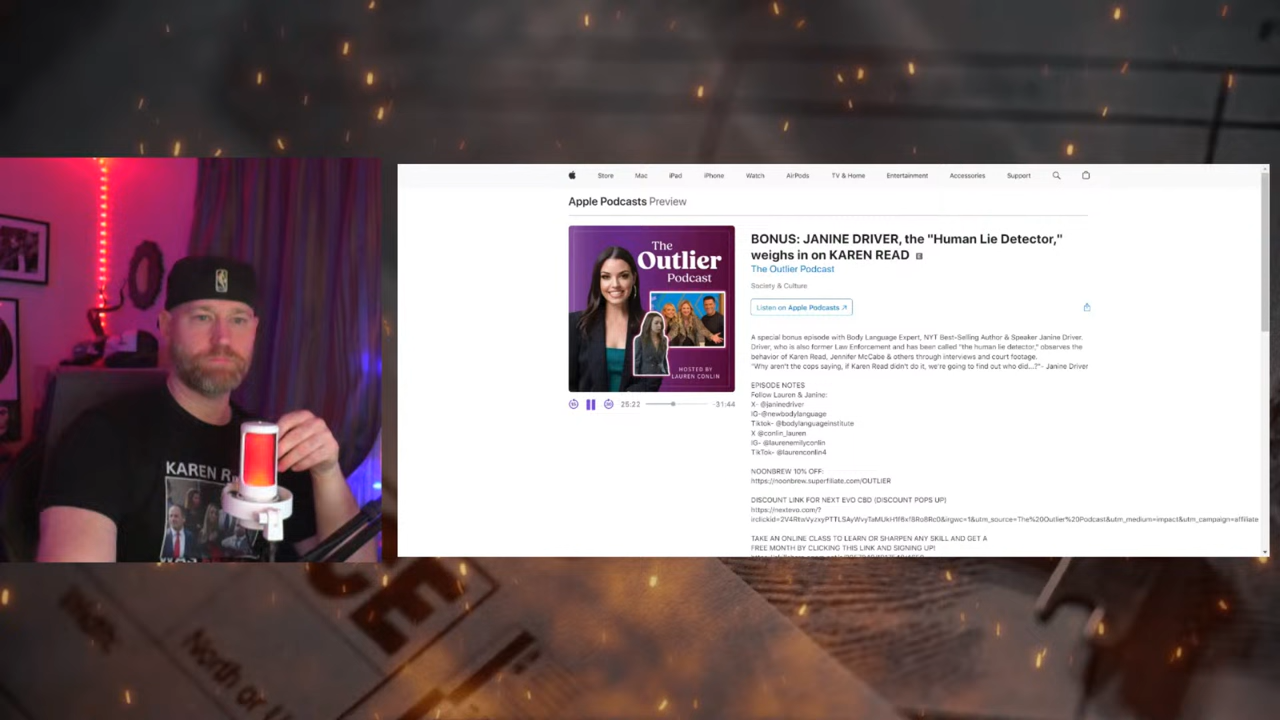 Store Mac iPad iPhone Watch AirPods TV & Home Entertainment Accessories Support
Apple Podcasts Preview
The
Outlier
Podcast
HOSTED BY
LAUREN CONLIN
25:22
-31:44
BONUS: JANINE DRIVER, the "Human Lie Detector,"
weighs in on KAREN READ E
The Outlier Podcast
Society & Culture
Listen on Apple Podcasts ↗
A special bonus episode with Body Language Expert, NYT Best-Selling Author & Speaker Janine Driver.
Driver, who is also former Law Enforcement and has been called "the human lie detector," observes the
behavior of Karen Read, Jennifer McCabe & others through interviews and court footage.
"Why aren't the cops saying, if Karen Read didn't do it, we're going to find out who did...?"- Janine Driver
EPISODE NOTES
Follow Lauren & Janine:
X- @janinedriver
IG-@newbodylanguage
Tiktok- @bodylanguageinstitute
X @conlin_lauren
IG- @laurenemilyconlin
TikTok- @laurenconlin4
NOONBREW 10% OFF:
https://noonbrew.superfiliate.com/OUTLIER
DISCOUNT LINK FOR NEXT EVO CBD (DISCOUNT POPS UP)
https://nextevo.com/?
TAKE AN ONLINE CLASS TO LEARN OR SHARPEN ANY SKILL AND GET A
FREE MONTH BY CLICKING THIS LINK AND SIGNING UP!
KAREN
North or